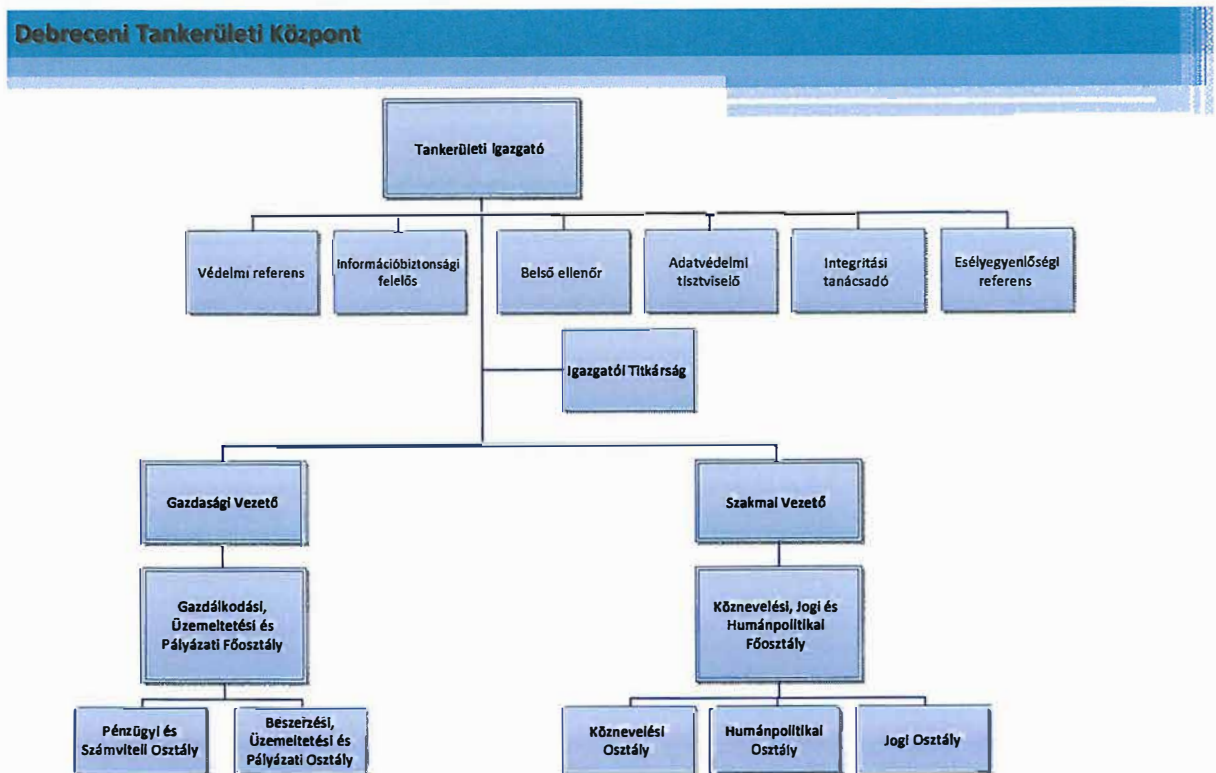 Debreceni Tankerületi Központ
Tankerületi Igazgató
Védelmi referens
Információbiztonsági
felelős
Belső ellenőr
Adatvédelmi
tisztviselő
Integritási
tanácsadó
Esélyegyenlőségi
referens
Igazgatói Titkárság
Gazdasági Vezető
Szakmai Vezető
Gazdálkodási,
Üzemeltetési és
Pályázati Főosztály
Köznevelési, Jogi és
Humánpolitikai
Főosztály
Pénzügyi és
Számviteli Osztály
Beszerzési,
Üzemeltetési és
Pályázati Osztály
Köznevelési
Osztály
Humánpolitikai
Osztály
Jogi Osztály